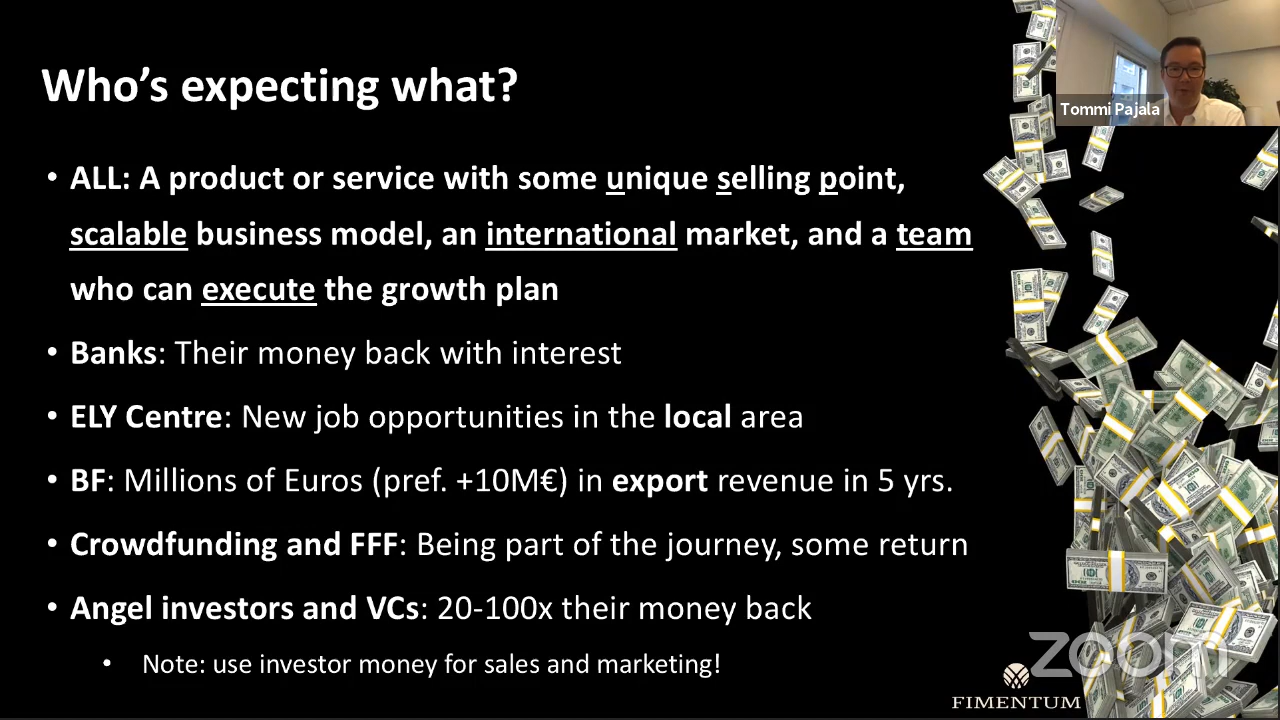 Who's expecting what?
Tommi Pajala
• ALL: A product or service with some unique selling point,
scalable business model, an international market, and a team
who can execute the growth plan
• Banks: Their money back with interest
• ELY Centre: New job opportunities in the local area
• BF: Millions of Euros (pref. +10M€) in export revenue in 5 yrs.
• Crowdfunding and FFF: Being part of the journey, some return
• Angel investors and VCs: 20-100x their money back
• Note: use investor money for sales and marketing!
zoom
FIMENTUM